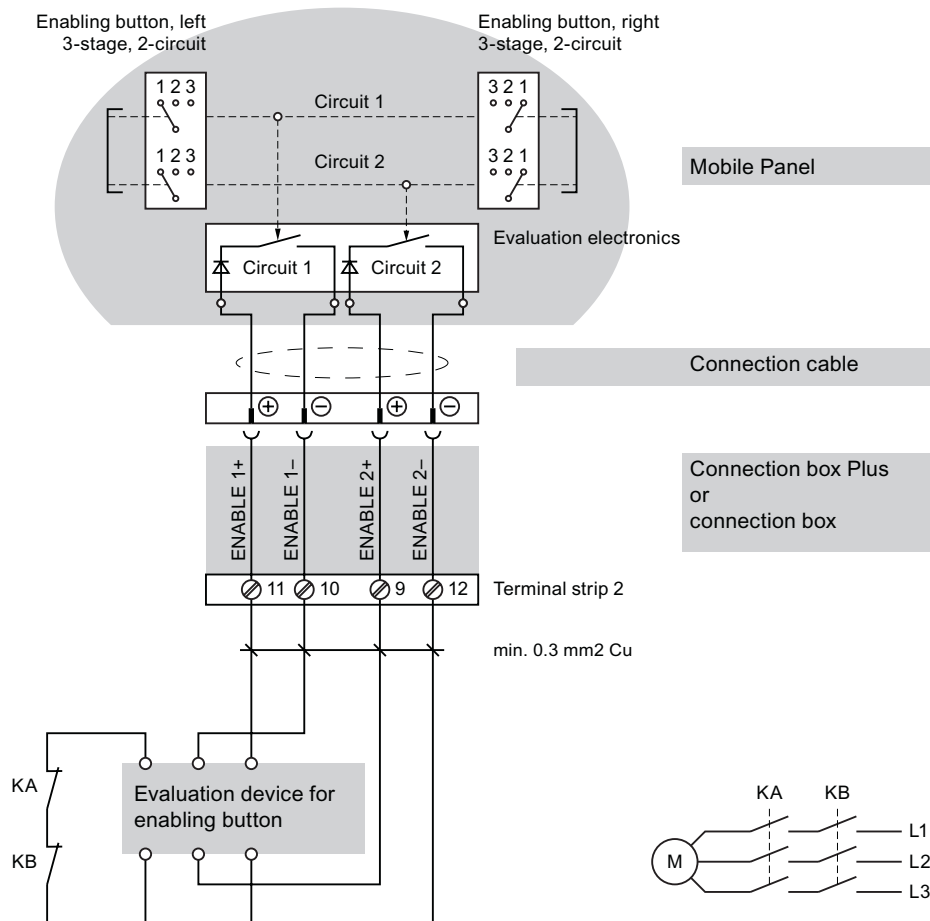 Enabling button, left
3-stage, 2-circuit
Enabling button, right
3-stage, 2-circuit
1 2 3
3 2 1
Circuit 1
1 2 3
3 2 1
Circuit 2
Mobile Panel
Evaluation electronics
Circuit 1
Circuit 2
Connection cable
+ – + –
ENABLE 1+
ENABLE 1–
ENABLE 2+
ENABLE 2–
Connection box Plus
or
connection box
11 10 9 12
Terminal strip 2
min. 0.3 mm2 Cu
KA
KB
Evaluation device for
enabling button
KA KB
M
L1
L2
L3